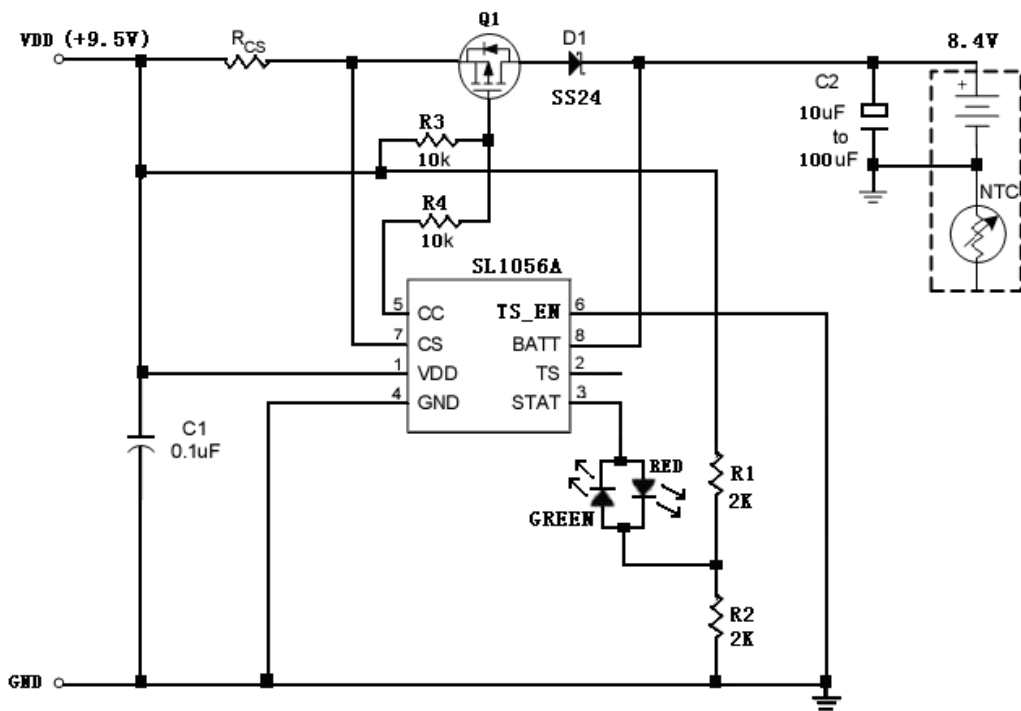 Q1
VDD (+9.5V)
RCS
D1
8.4V
SS24
C2
10uF
to
100uF
+
R3
10k
NTC
R4
10k
SL1056A
5 CC TS_EN 6
7 CS BATT 8
1 VDD TS 2
4 GND STAT 3
C1
0.1uF
RED
GREEN
R1
2K
R2
2K
GND